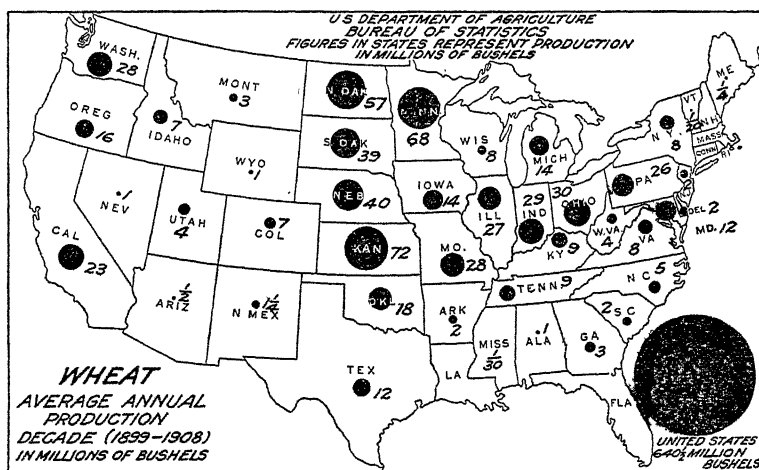 U S DEPARTMENT OF AGRICULTURE
BUREAU OF STATISTICS
FIGURES IN STATES REPRESENT PRODUCTION
IN MILLIONS OF BUSHELS
WASH.
28
OREG
16
7
IDAHO
MONT
3
WYO
1
1
NEV
UTAH
4
7
COL
CAL
23
1/2
ARIZ
1 1/2
N MEX
N DAK
57
S DAK
39
NEB
40
KAN
72
OK
18
TEX
12
68
IOWA
14
MO.
28
ARK
2
LA
WIS
8
MICH
14
ILL
27
29
IND
30
OHIO
KY
9
TENN.
9
MISS
1/30
1
ALA
GA
3
FLA
2
S C
N C
5
VA
8
W.VA
4
PA
26
N Y.
8
VT
N H
MASS
CONN
R I
ME
1/4
N J
DEL 2
MD. 12
WHEAT
AVERAGE ANNUAL
PRODUCTION
DECADE (1899–1908)
IN MILLIONS OF BUSHELS
UNITED STATES
640 1/2 MILLION
BUSHELS